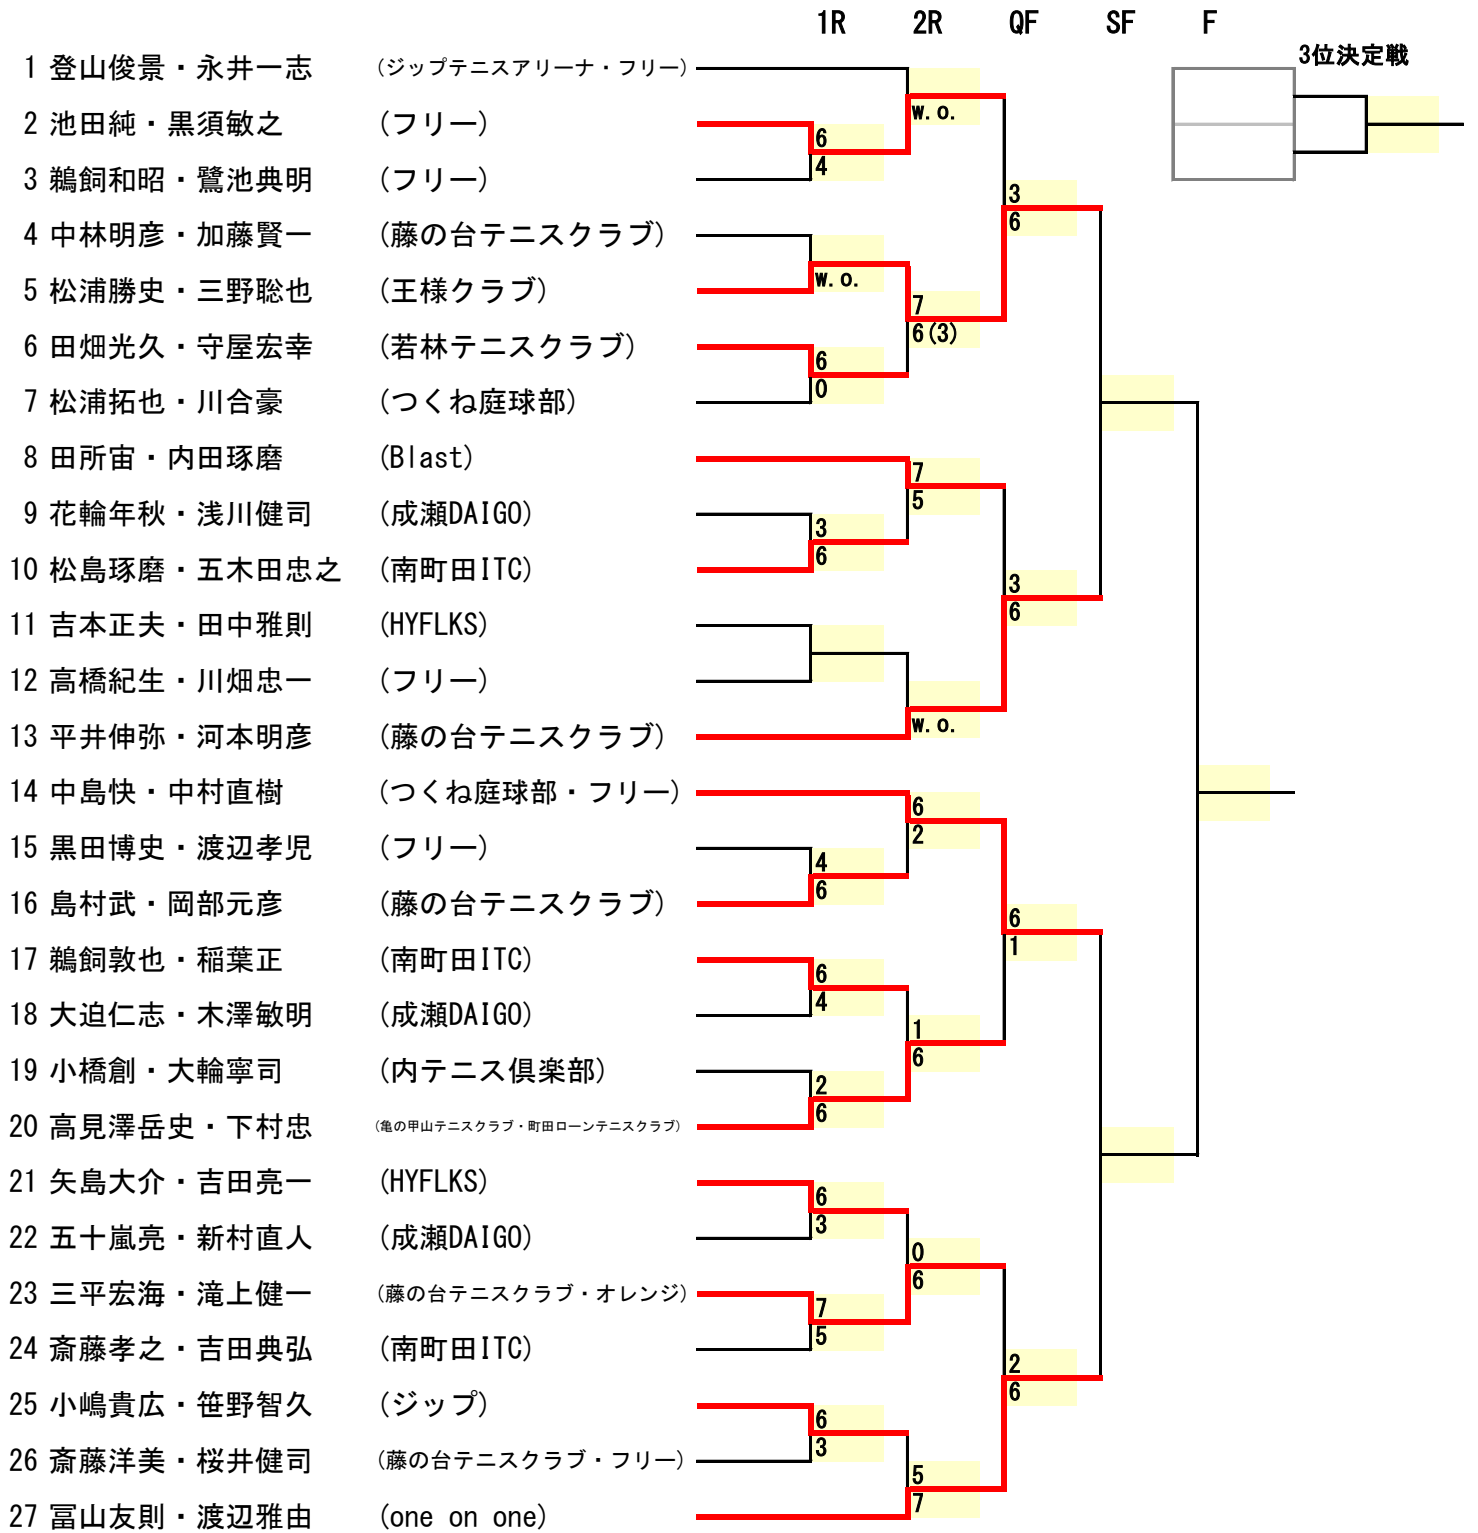 1R 2R QF SF F
3位決定戦
1 登山俊景・永井一志 (ジップテニスアリーナ・フリー)
w.o.
2 池田純・黒須敏之 (フリー)
6
4
3 鵜飼和昭・鷺池典明 (フリー)
3
6
4 中林明彦・加藤賢一 (藤の台テニスクラブ)
w.o.
5 松浦勝史・三野聡也 (王様クラブ)
7
6(3)
6 田畑光久・守屋宏幸 (若林テニスクラブ)
6
0
7 松浦拓也・川合豪 (つくね庭球部)
8 田所宙・内田琢磨 (Blast)
7
5
9 花輪年秋・浅川健司 (成瀬DAIGO)
3
6
10 松島琢磨・五木田忠之 (南町田ITC)
3
6
11 吉本正夫・田中雅則 (HYFLKS)
12 高橋紀生・川畑忠一 (フリー)
w.o.
13 平井伸弥・河本明彦 (藤の台テニスクラブ)
14 中島快・中村直樹 (つくね庭球部・フリー)
6
2
15 黒田博史・渡辺孝児 (フリー)
4
6
16 島村武・岡部元彦 (藤の台テニスクラブ)
6
1
17 鵜飼敦也・稲葉正 (南町田ITC)
6
4
18 大迫仁志・木澤敏明 (成瀬DAIGO)
1
6
19 小橋創・大輪寧司 (内テニス倶楽部)
2
6
20 高見澤岳史・下村忠 (亀の甲山テニスクラブ・町田ローンテニスクラブ)
21 矢島大介・吉田亮一 (HYFLKS)
6
3
22 五十嵐亮・新村直人 (成瀬DAIGO)
0
6
23 三平宏海・滝上健一 (藤の台テニスクラブ・オレンジ)
7
5
24 斎藤孝之・吉田典弘 (南町田ITC)
2
6
25 小嶋貴広・笹野智久 (ジップ)
6
3
26 斎藤洋美・桜井健司 (藤の台テニスクラブ・フリー)
5
7
27 冨山友則・渡辺雅由 (one on one)